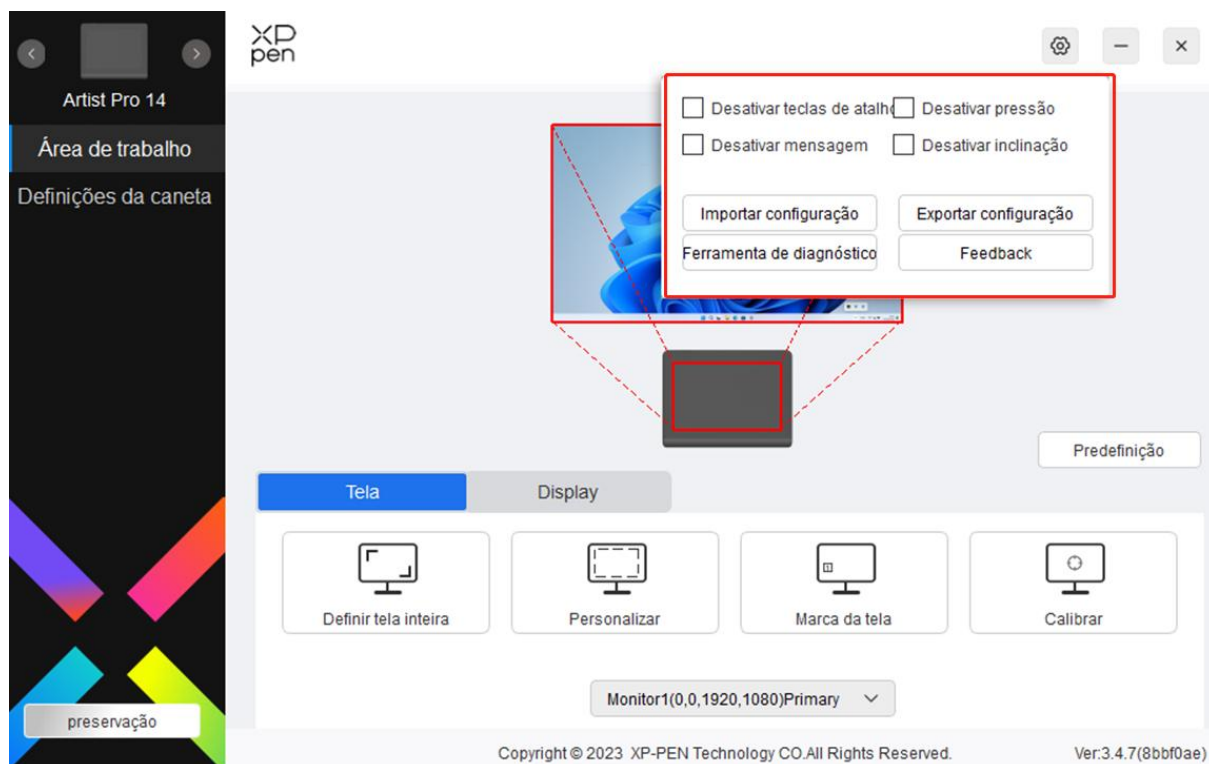 XP
pen
Artist Pro 14
Área de trabalho
Definições da caneta
preservação
Desativar teclas de atalho
Desativar pressão
Desativar mensagem
Desativar inclinação
Importar configuração
Exportar configuração
Ferramenta de diagnóstico
Feedback
Predefinição
Tela
Display
Definir tela inteira
Personalizar
1
Marca da tela
Calibrar
Monitor1(0,0,1920,1080)Primary
Copyright © 2023 XP-PEN Technology CO.All Rights Reserved.
Ver:3.4.7(8bbf0ae)